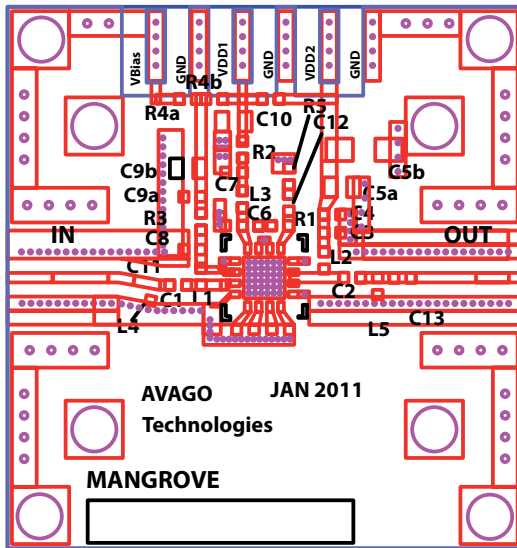 VBias
GND
VDD1
GND
VDD2
GND
R4b
R4a
R5
C10
C12
R2
C9b
C7
C5b
C9a
L3
C5a
R3
C6
R1
C4
IN
C8
C3
OUT
C11
L2
C1
L1
C2
L4
L5
C13
AVAGO
JAN 2011
Technologies
MANGROVE